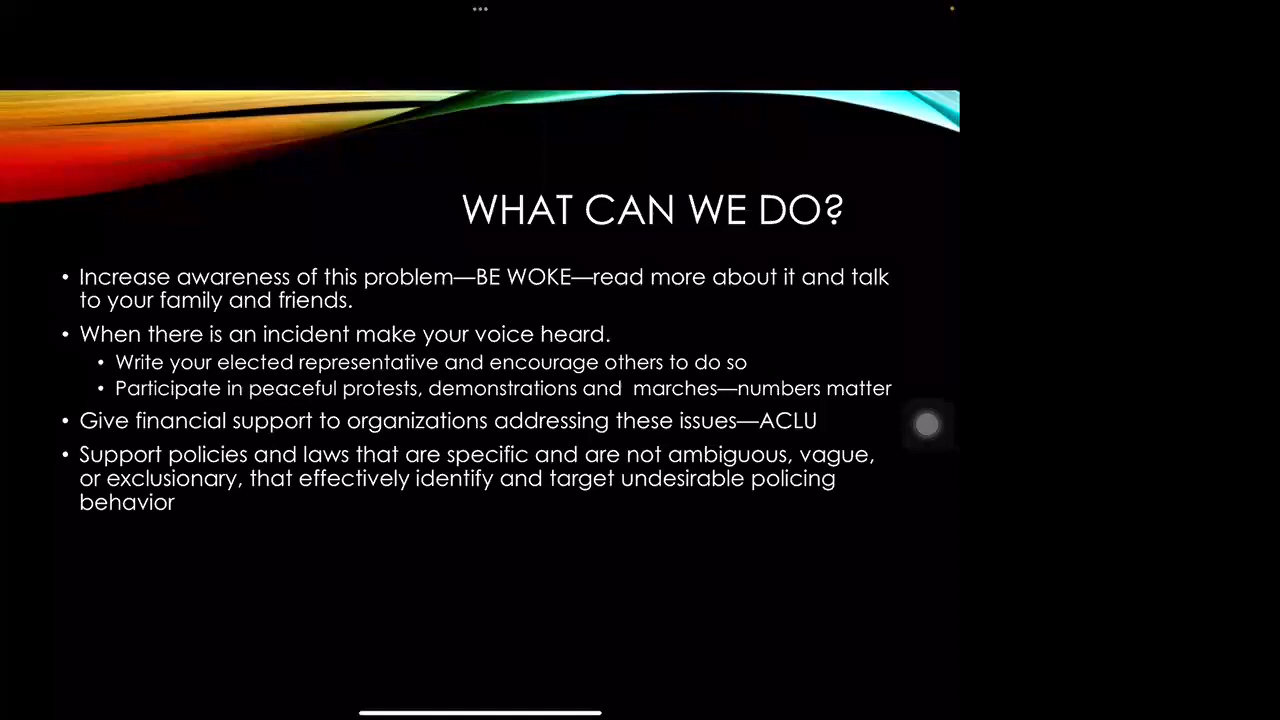 WHAT CAN WE DO?
• Increase awareness of this problem—BE WOKE—read more about it and talk
to your family and friends.
• When there is an incident make your voice heard.
• Write your elected representative and encourage others to do so
• Participate in peaceful protests, demonstrations and  marches—numbers matter
• Give financial support to organizations addressing these issues—ACLU
• Support policies and laws that are specific and are not ambiguous, vague,
or exclusionary, that effectively identify and target undesirable policing
behavior